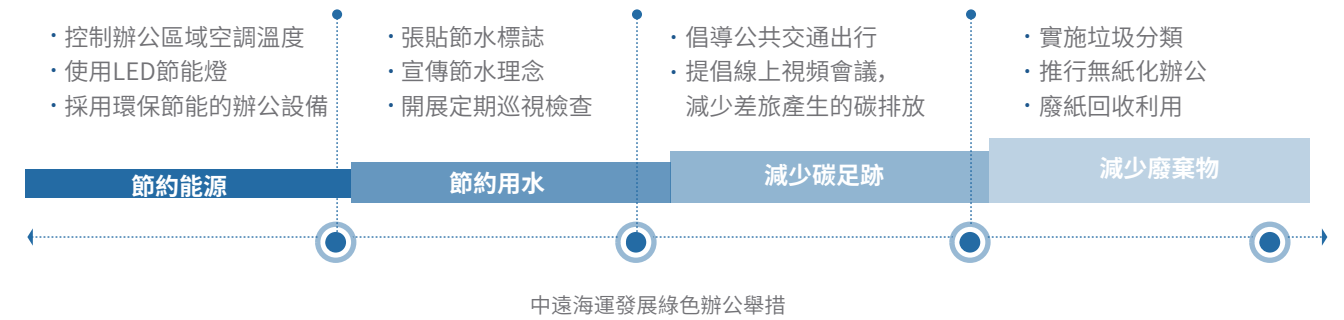 ·控制辦公區域空調溫度
·使用LED節能燈
·採用環保節能的辦公設備
節約能源
·張貼節水標誌
·宣傳節水理念
·開展定期巡視檢查
節約用水
·倡導公共交通出行
·提倡線上視頻會議，
減少差旅產生的碳排放
減少碳足跡
·實施垃圾分類
·推行無紙化辦公
·廢紙回收利用
減少廢棄物
中遠海運發展綠色辦公舉措